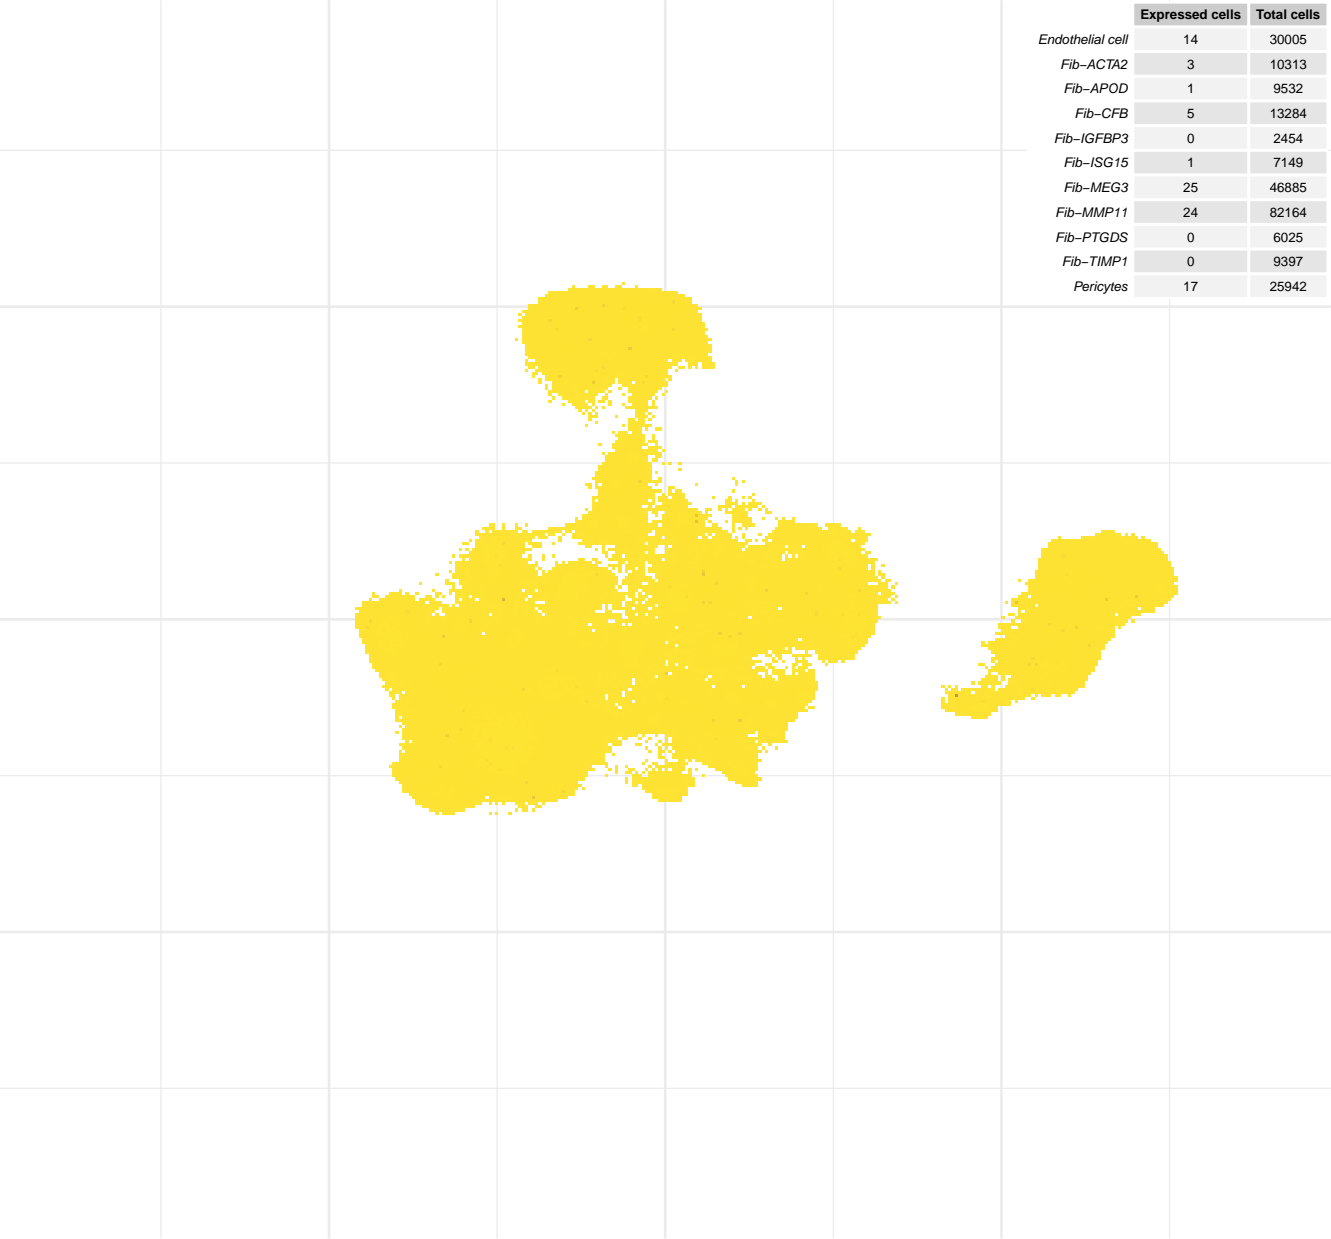 Expressed cells Total cells
Endothelial cell 14 30005
Fib−ACTA2 3 10313
Fib−APOD 1 9532
Fib−CFB 5 13284
Fib−IGFBP3 0 2454
Fib−ISG15 1 7149
Fib−MEG3 25 46885
Fib−MMP11 24 82164
Fib−PTGDS 0 6025
Fib−TIMP1 0 9397
Pericytes 17 25942